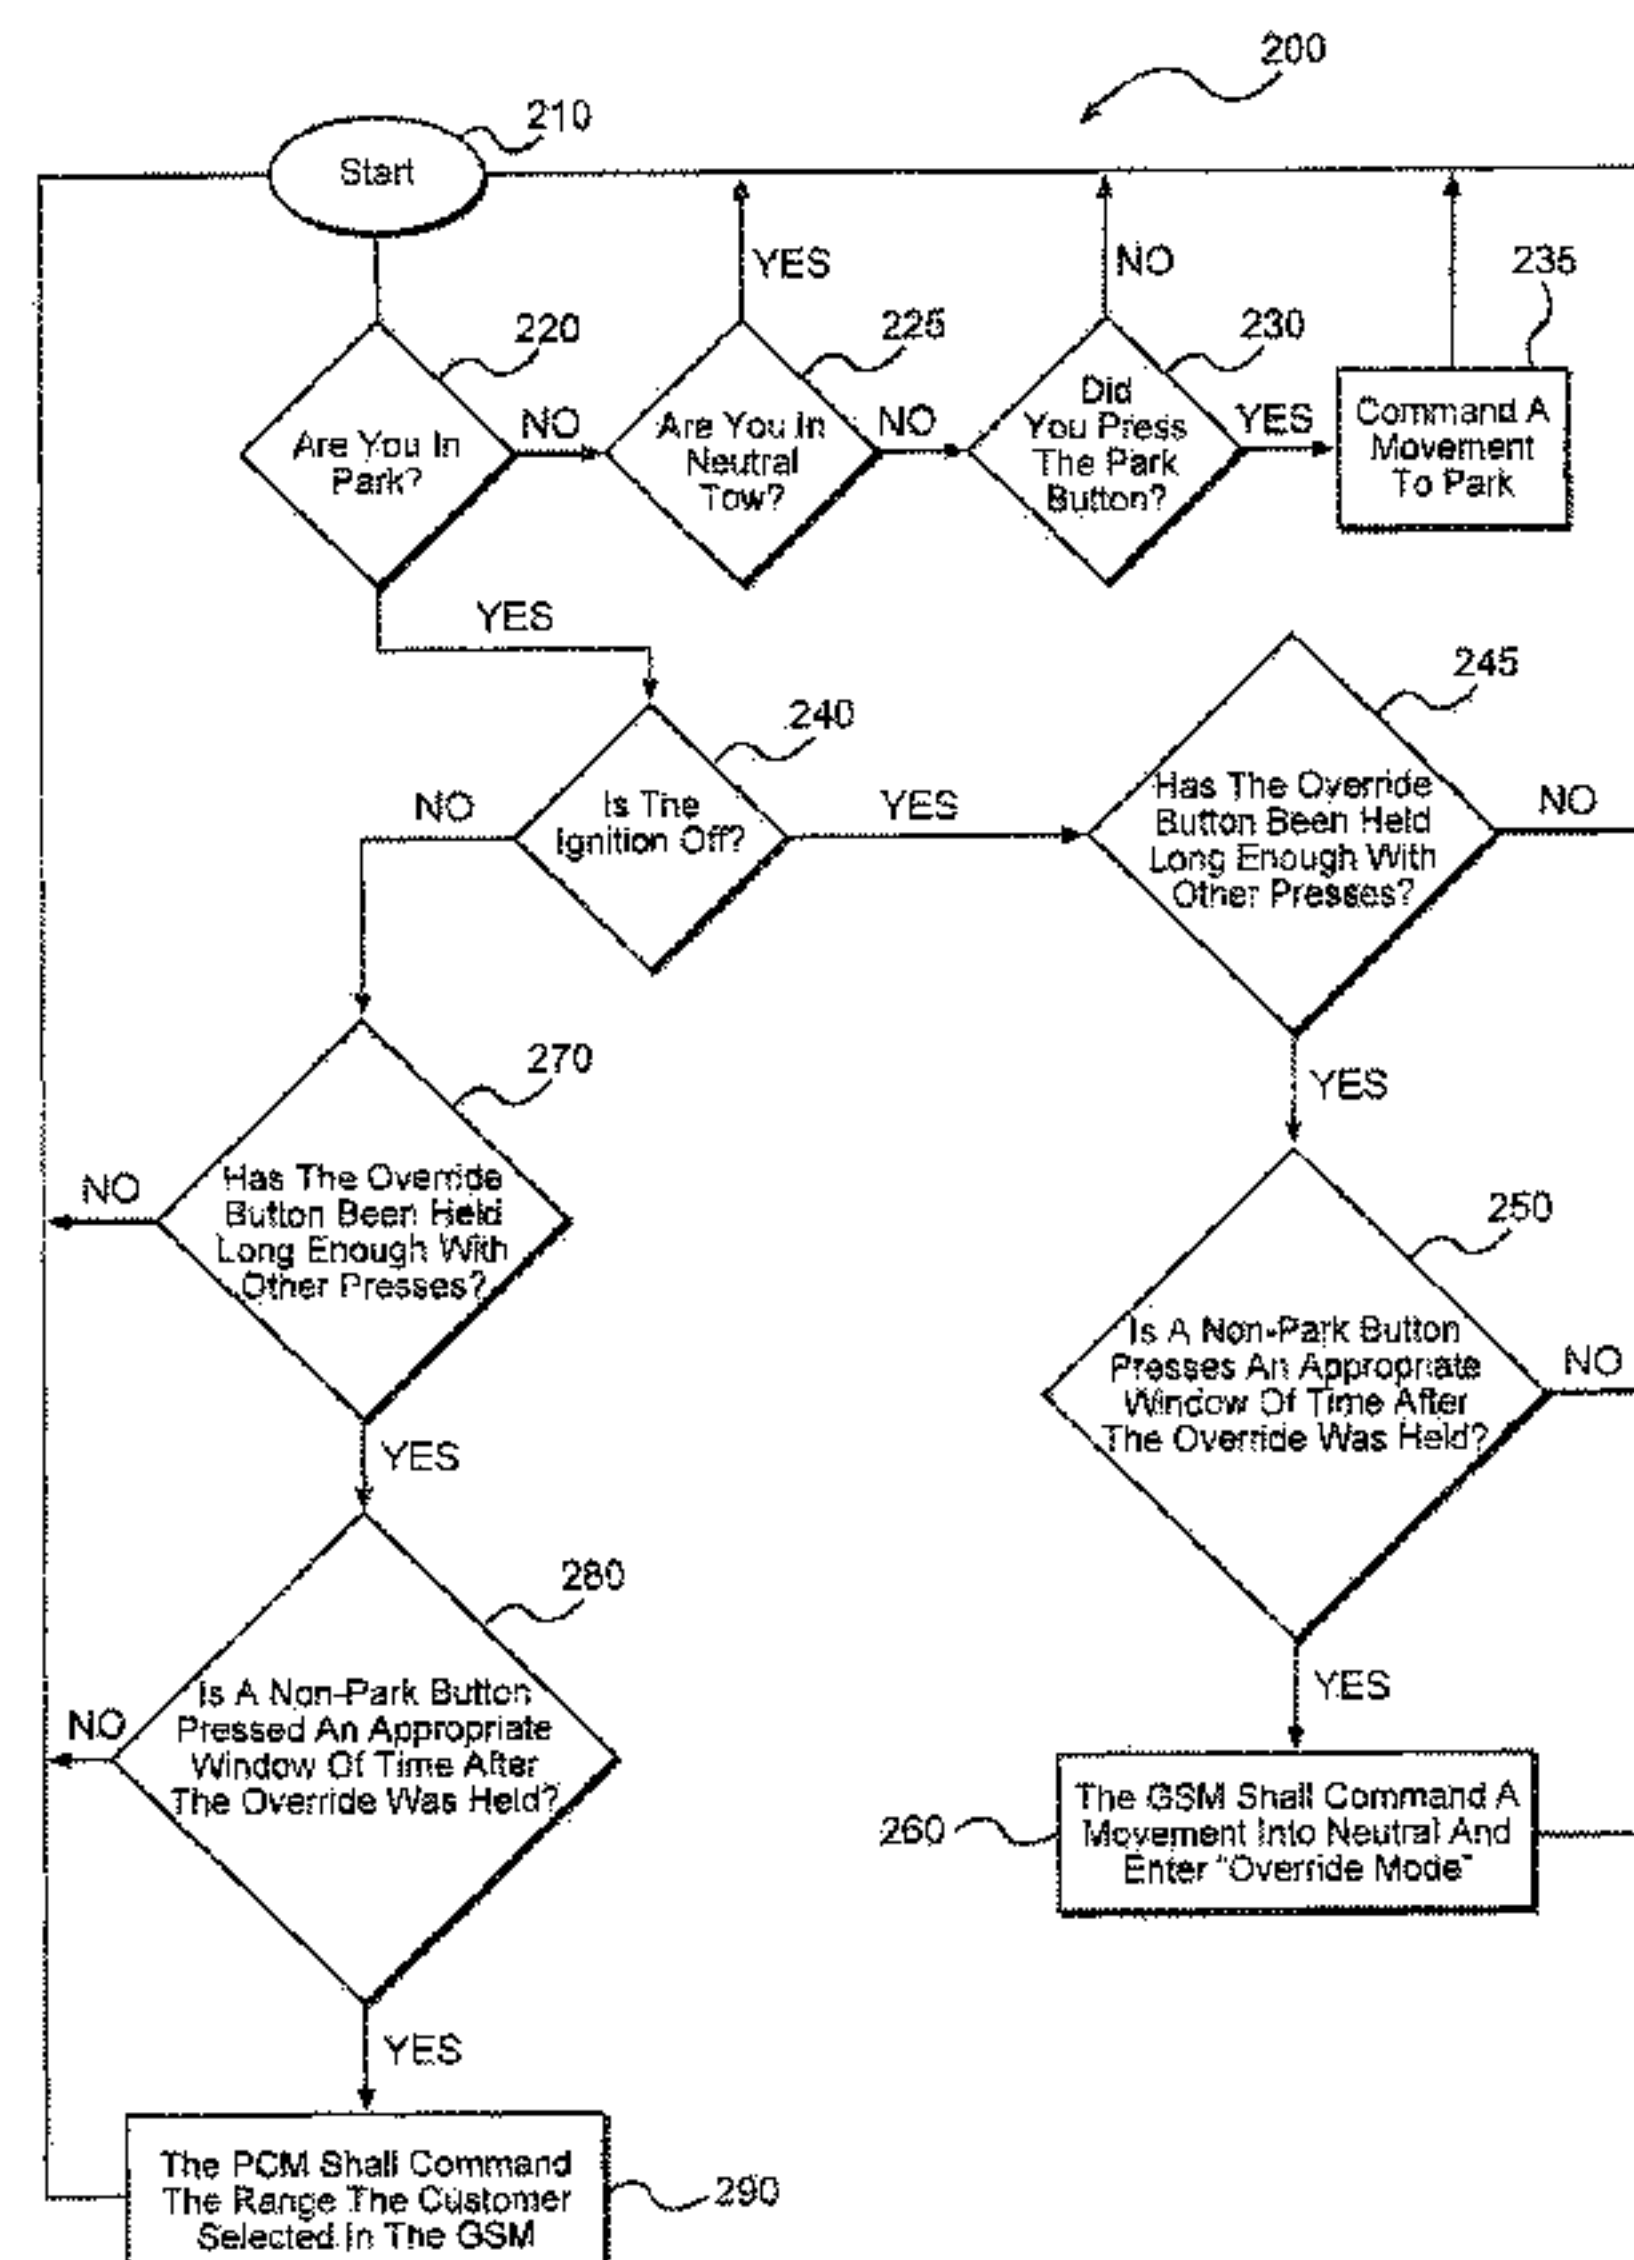 200
210
Start
YES
NO
235
220
225
230
Are You In
Park?
NO
Are You In
Neutral
Tow?
NO
Did
You Press
The Park
Button?
YES
Command A
Movement
To Park
YES
240
245
NO
Is The
Ignition Off?
YES
Has The Override
Button Been Held
Long Enough With
Other Presses?
NO
270
YES
NO
Has The Override
Button Been Held
Long Enough With
Other Presses?
250
Is A Non-Park Button
Presses An Appropriate
Window Of Time After
The Override Was Held?
NO
YES
280
NO
Is A Non-Park Button
Pressed An Appropriate
Window Of Time After
The Override Was Held?
YES
260
The GSM Shall Command A
Movement Into Neutral And
Enter "Override Mode"
YES
The PCM Shall Command
The Range The Customer
Selected In The GSM
290